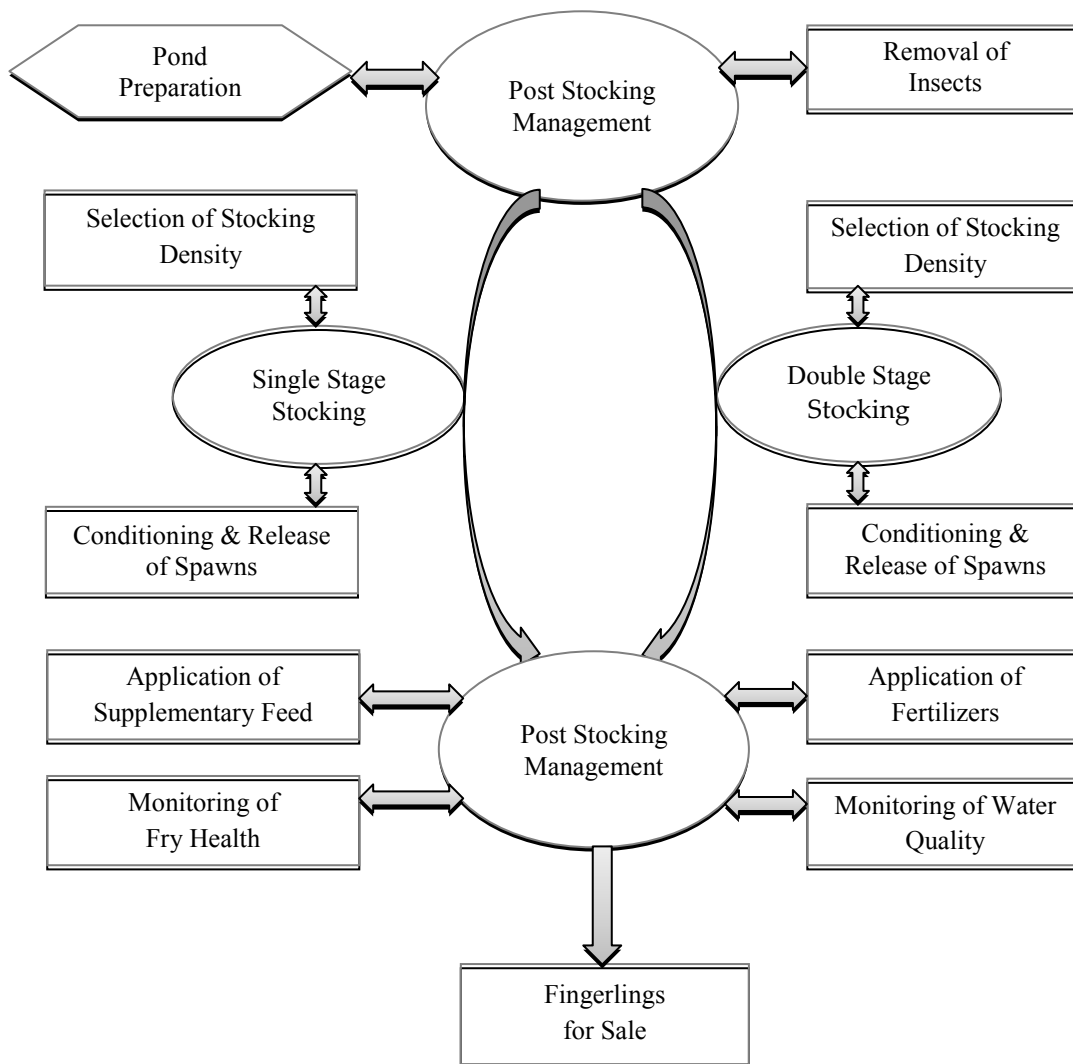 Pond
Preparation
Post Stocking
Management
Removal of
Insects
Selection of Stocking
Density
Selection of Stocking
Density
Single Stage
Stocking
Double Stage
Stocking
Conditioning & Release
of Spawns
Conditioning &
Release of Spawns
Application of
Supplementary Feed
Post Stocking
Management
Application of
Fertilizers
Monitoring of
Fry Health
Monitoring of Water
Quality
Fingerlings
for Sale